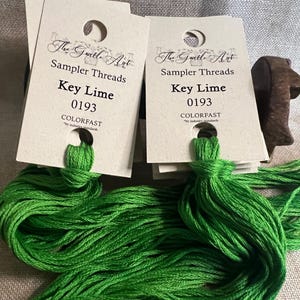 The Gentle Art
Sampler Threads
Key Lime
0193
COLORFAST
The Gentle Art
Sampler Threads
Key Lime
0193
COLORFAST